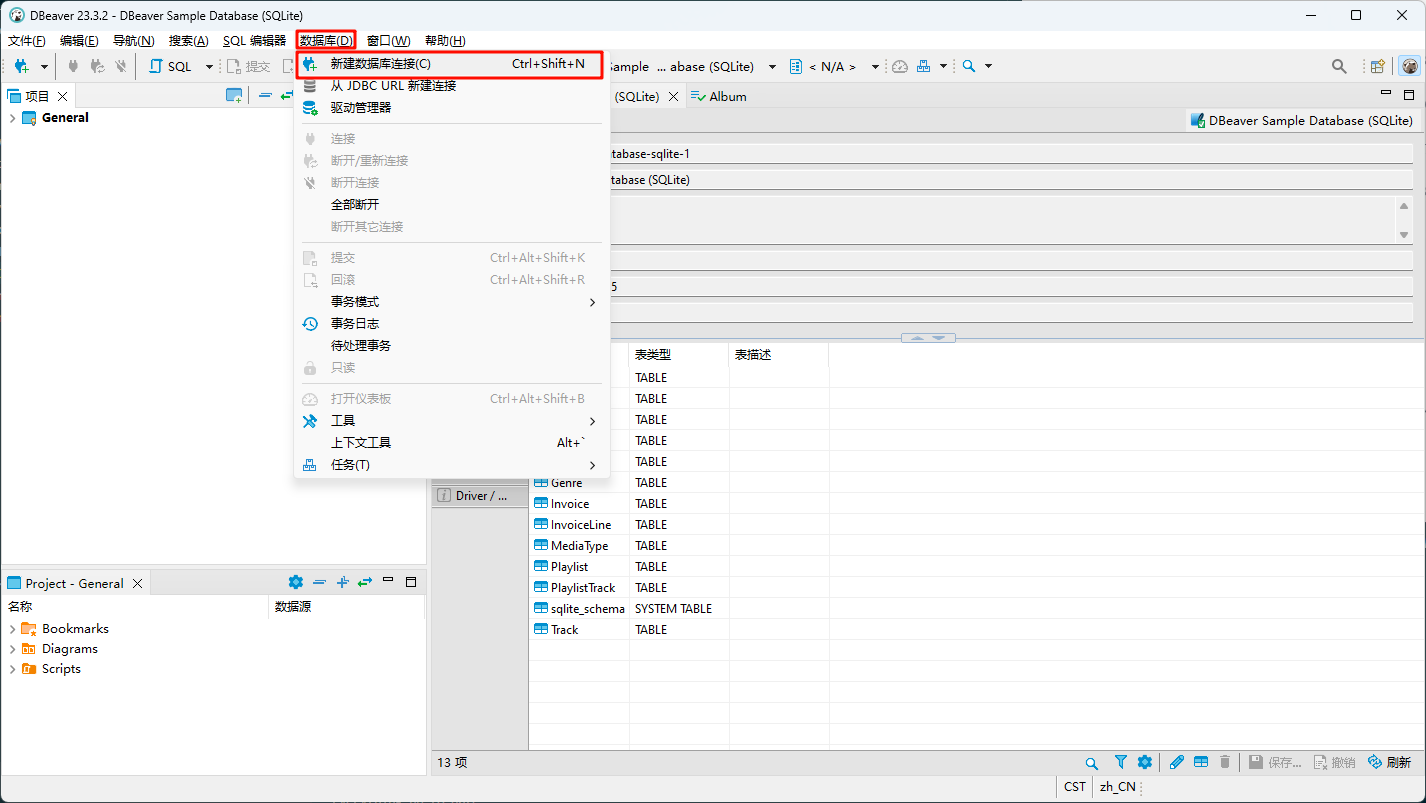 DBeaver 23.3.2 - DBeaver Sample Database (SQLite)
文件(F) 编辑(E) 导航(N) 搜索(A) SQL 编辑器 数据库(D) 窗口(W) 帮助(H)
SQL 提交 Sample ... abase (SQLite) < N/A >
新建数据库连接(C) Ctrl+Shift+N
从 JDBC URL 新建连接
驱动管理器
连接
断开/重新连接
断开连接
全部断开
断开其它连接
提交 Ctrl+Alt+Shift+K
回滚 Ctrl+Alt+Shift+R
事务模式
事务日志
待处理事务
只读
打开仪表板 Ctrl+Alt+Shift+B
工具
上下文工具 Alt+`
任务(T)
项目
General
(SQLite) Album
DBeaver Sample Database (SQLite)
tabase-sqlite-1
tabase (SQLite)
5
表类型 表描述
TABLE
TABLE
TABLE
TABLE
TABLE
Genre TABLE
Invoice TABLE
InvoiceLine TABLE
MediaType TABLE
Playlist TABLE
PlaylistTrack TABLE
sqlite_schema SYSTEM TABLE
Track TABLE
Driver / ...
Project - General
名称 数据源
Bookmarks
Diagrams
Scripts
13 项 保存... 撤销 刷新
CST zh_CN